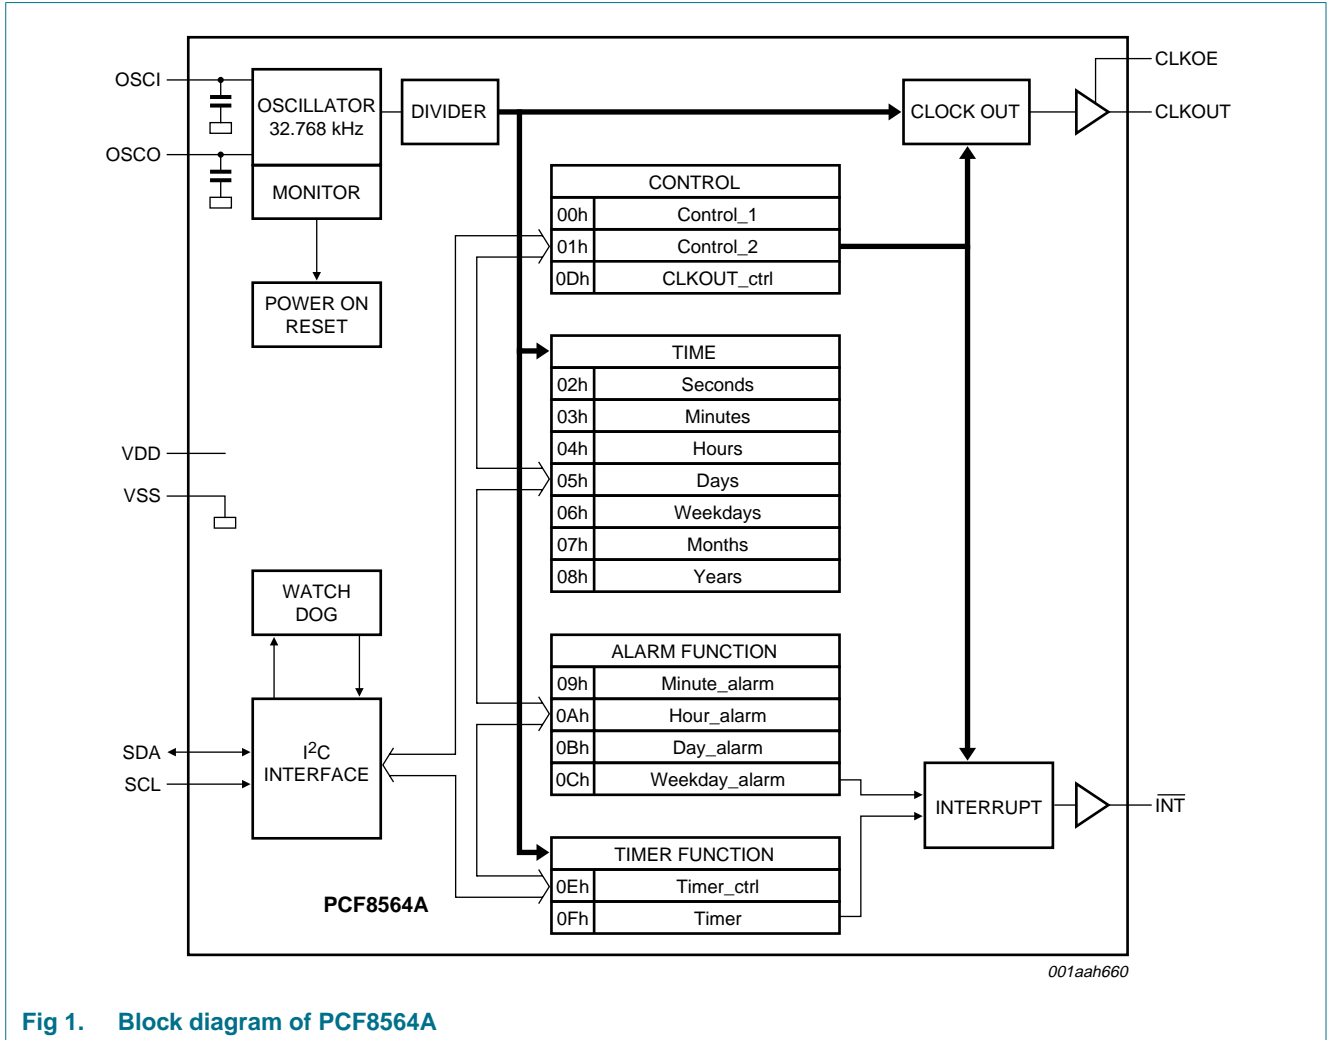 OSCI
OSCO
OSCILLATOR
32.768 kHz
MONITOR
DIVIDER
CLOCK OUT
CLKOE
CLKOUT
POWER ON
RESET
CONTROL
00h Control_1
01h Control_2
0Dh CLKOUT_ctrl
TIME
02h Seconds
03h Minutes
04h Hours
05h Days
06h Weekdays
07h Months
08h Years
VDD
VSS
WATCH
DOG
ALARM FUNCTION
09h Minute_alarm
0Ah Hour_alarm
0Bh Day_alarm
0Ch Weekday_alarm
SDA
SCL
I2C
INTERFACE
INTERRUPT
INT
TIMER FUNCTION
0Eh Timer_ctrl
0Fh Timer
PCF8564A
001aah660
Fig 1. Block diagram of PCF8564A